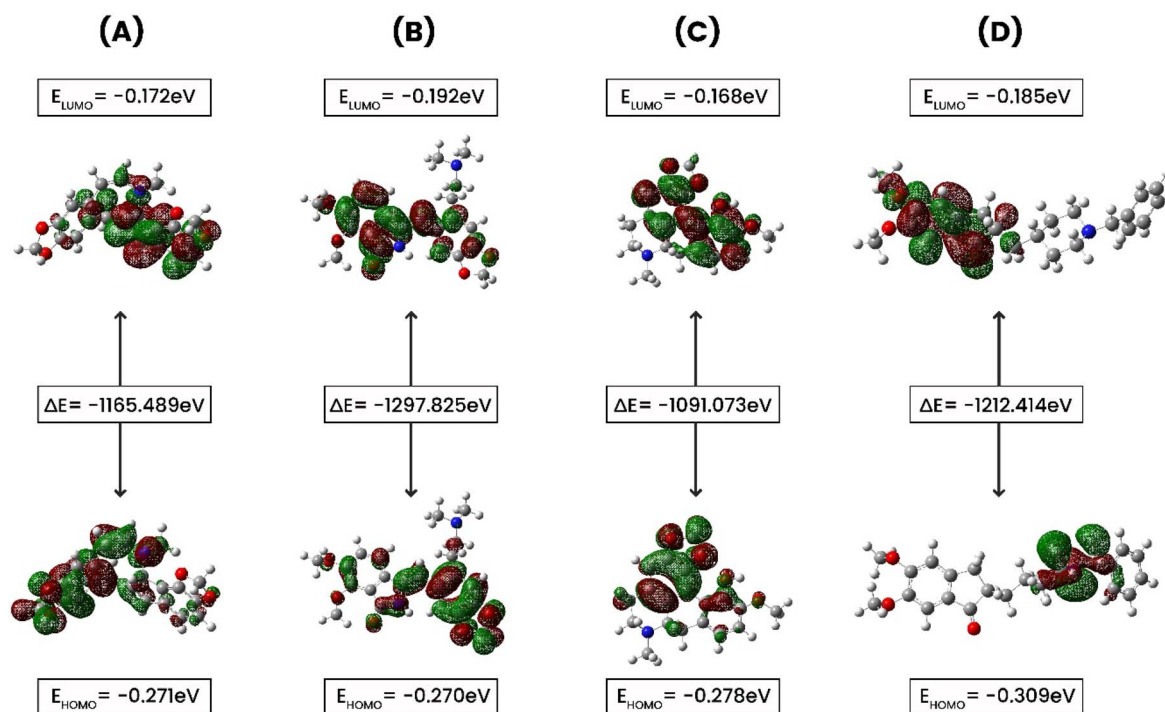 (A) (B) (C) (D)
E_LUMO = -0.172eV E_LUMO = -0.192eV E_LUMO = -0.168eV E_LUMO = -0.185eV
ΔE = -1165.489eV ΔE = -1297.825eV ΔE = -1091.073eV ΔE = -1212.414eV
E_HOMO = -0.271eV E_HOMO = -0.270eV E_HOMO = -0.278eV E_HOMO = -0.309eV